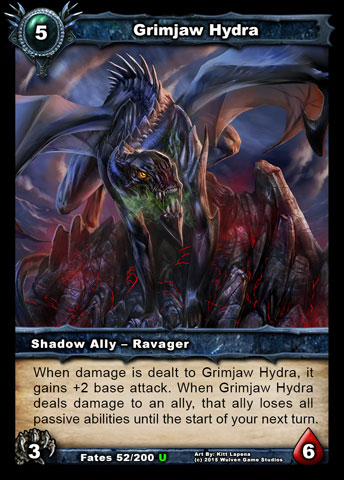 5
Grimjaw Hydra
Shadow Ally – Ravager
When damage is dealt to Grimjaw Hydra, it
gains +2 base attack. When Grimjaw Hydra
deals damage to an ally, that ally loses all
passive abilities until the start of your next turn.
3
Fates 52/200 U
Art By: Kitt Lapena
(c) 2015 Wulven Game Studios
6